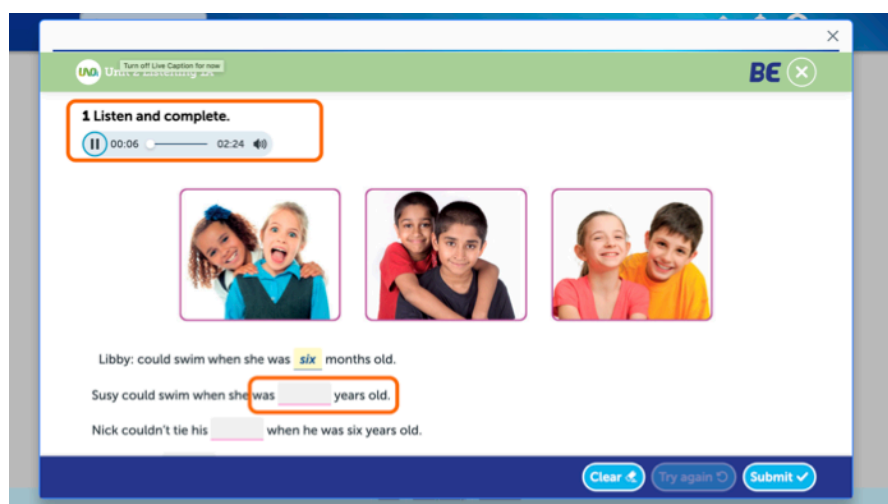 Turn off Live Caption for now
UNOi
BE
1 Listen and complete.
00:06 02:24
Libby: could swim when she was six months old.
Susy could swim when she was years old.
Nick couldn't tie his when he was six years old.
Clear Try again Submit